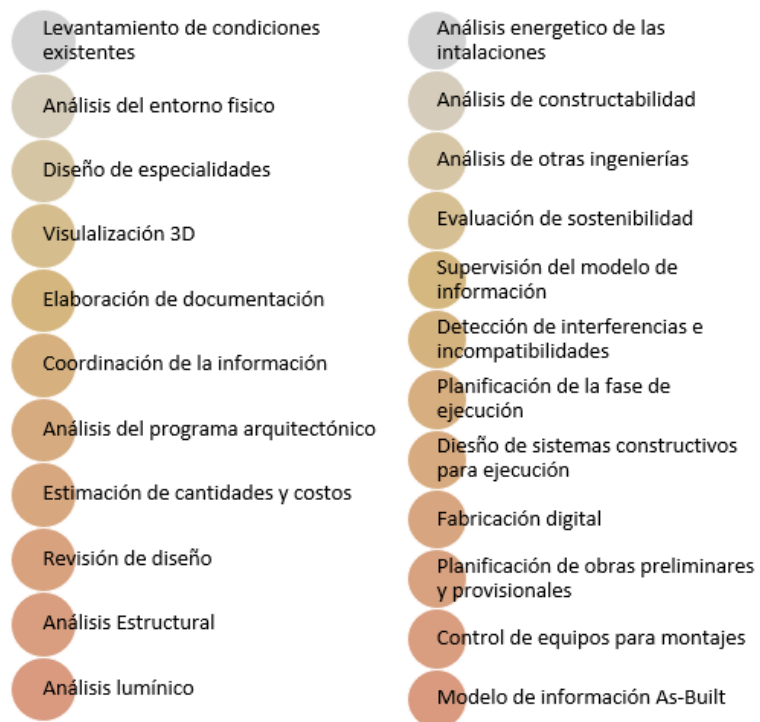 Levantamiento de condiciones
existentes
Análisis del entorno fisico
Diseño de especialidades
Visulalización 3D
Elaboración de documentación
Coordinación de la información
Análisis del programa arquitectónico
Estimación de cantidades y costos
Revisión de diseño
Análisis Estructural
Análisis lumínico
Análisis energetico de las
intalaciones
Análisis de constructabilidad
Análisis de otras ingenierías
Evaluación de sostenibilidad
Supervisión del modelo de
información
Detección de interferencias e
incompatibilidades
Planificación de la fase de
ejecución
Diesño de sistemas constructivos
para ejecución
Fabricación digital
Planificación de obras preliminares
y provisionales
Control de equipos para montajes
Modelo de información As-Built